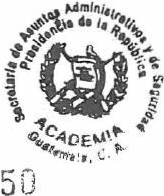 Secretaría de Asuntos Administrativos y de Seguridad
Presidencia de la República
ACADEMIA
Guatemala, C. A.
50